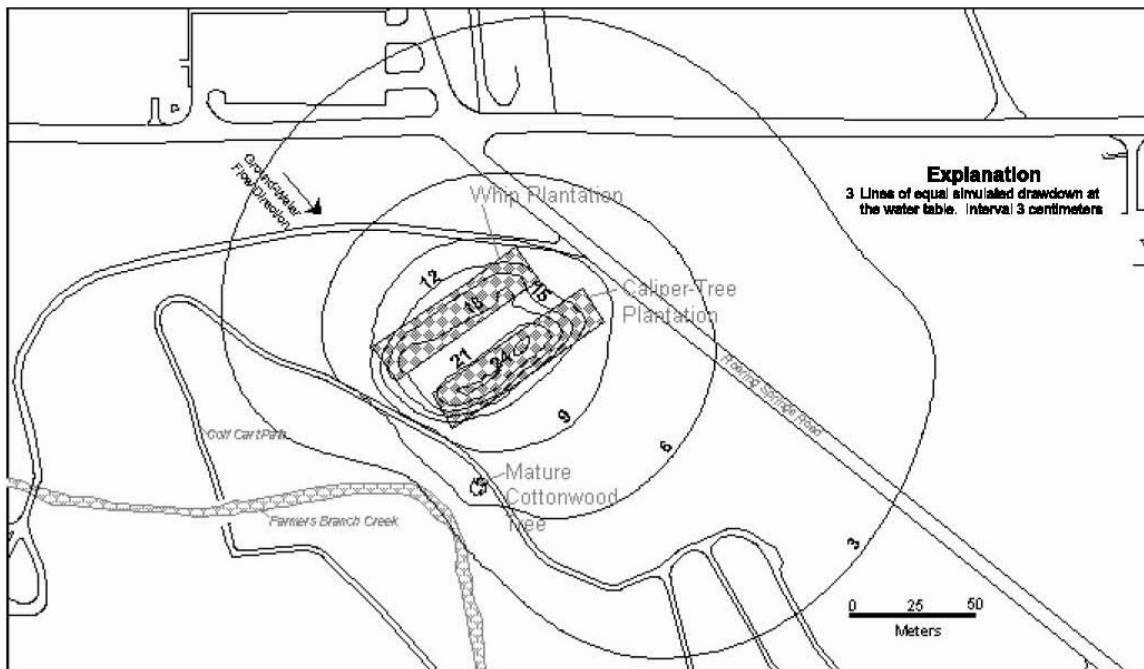 Ground-Water
Flow Direction
Whip Plantation
Explanation
3 Lines of equal simulated drawdown at
the water table. Interval 3 centimeters
12
18
15
Caliper-Tree
Plantation
21
24
9
6
3
Roaring Springs Road
Golf Cart Path
Mature
Cottonwood
Tree
Farmers Branch Creek
0 25 50
Meters